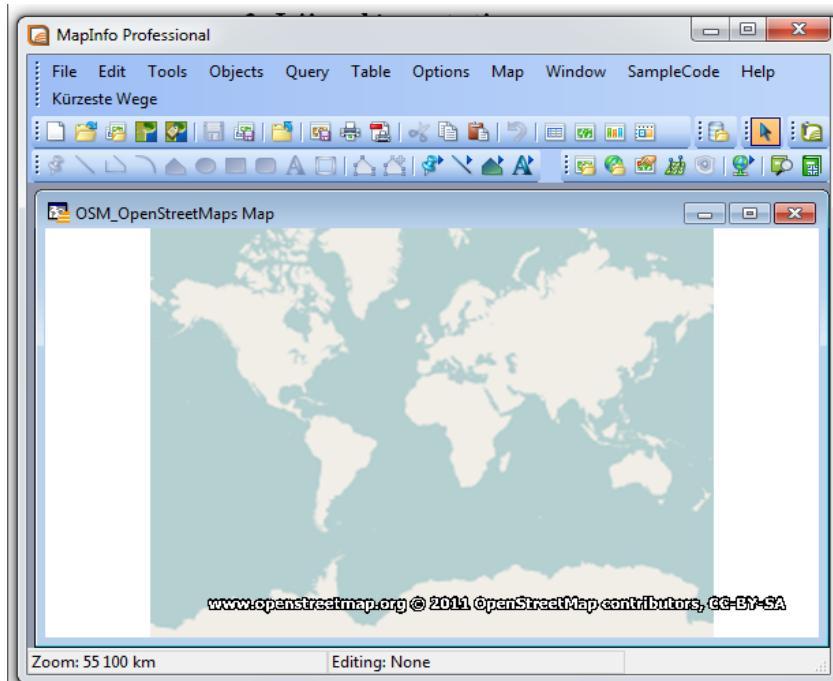 MapInfo Professional
File Edit Tools Objects Query Table Options Map Window SampleCode Help
Kürzeste Wege
OSM_OpenStreetMaps Map
www.openstreetmap.org © 2011 OpenStreetMap contributors, CC-BY-SA
Zoom: 55 100 km Editing: None